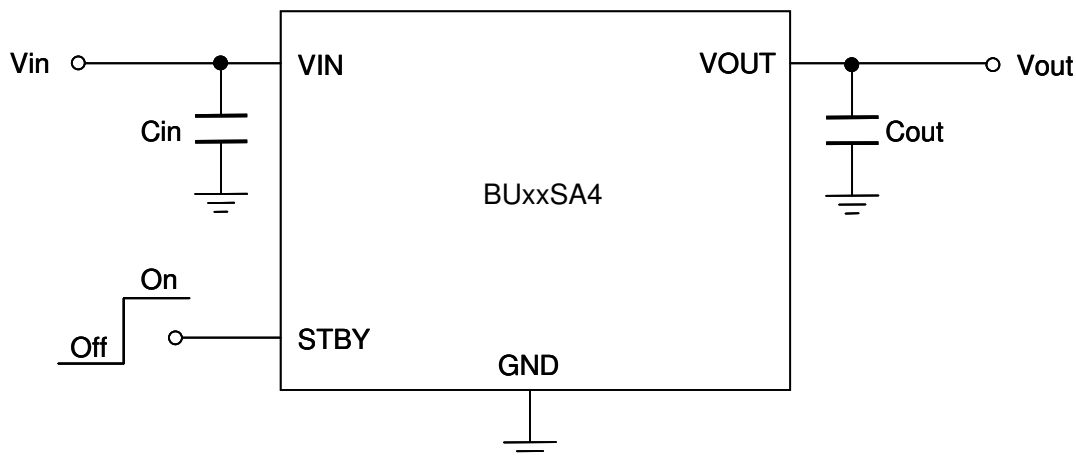 Vin
VIN
VOUT
Vout
Cin
Cout
BUxxSA4
On
Off
STBY
GND